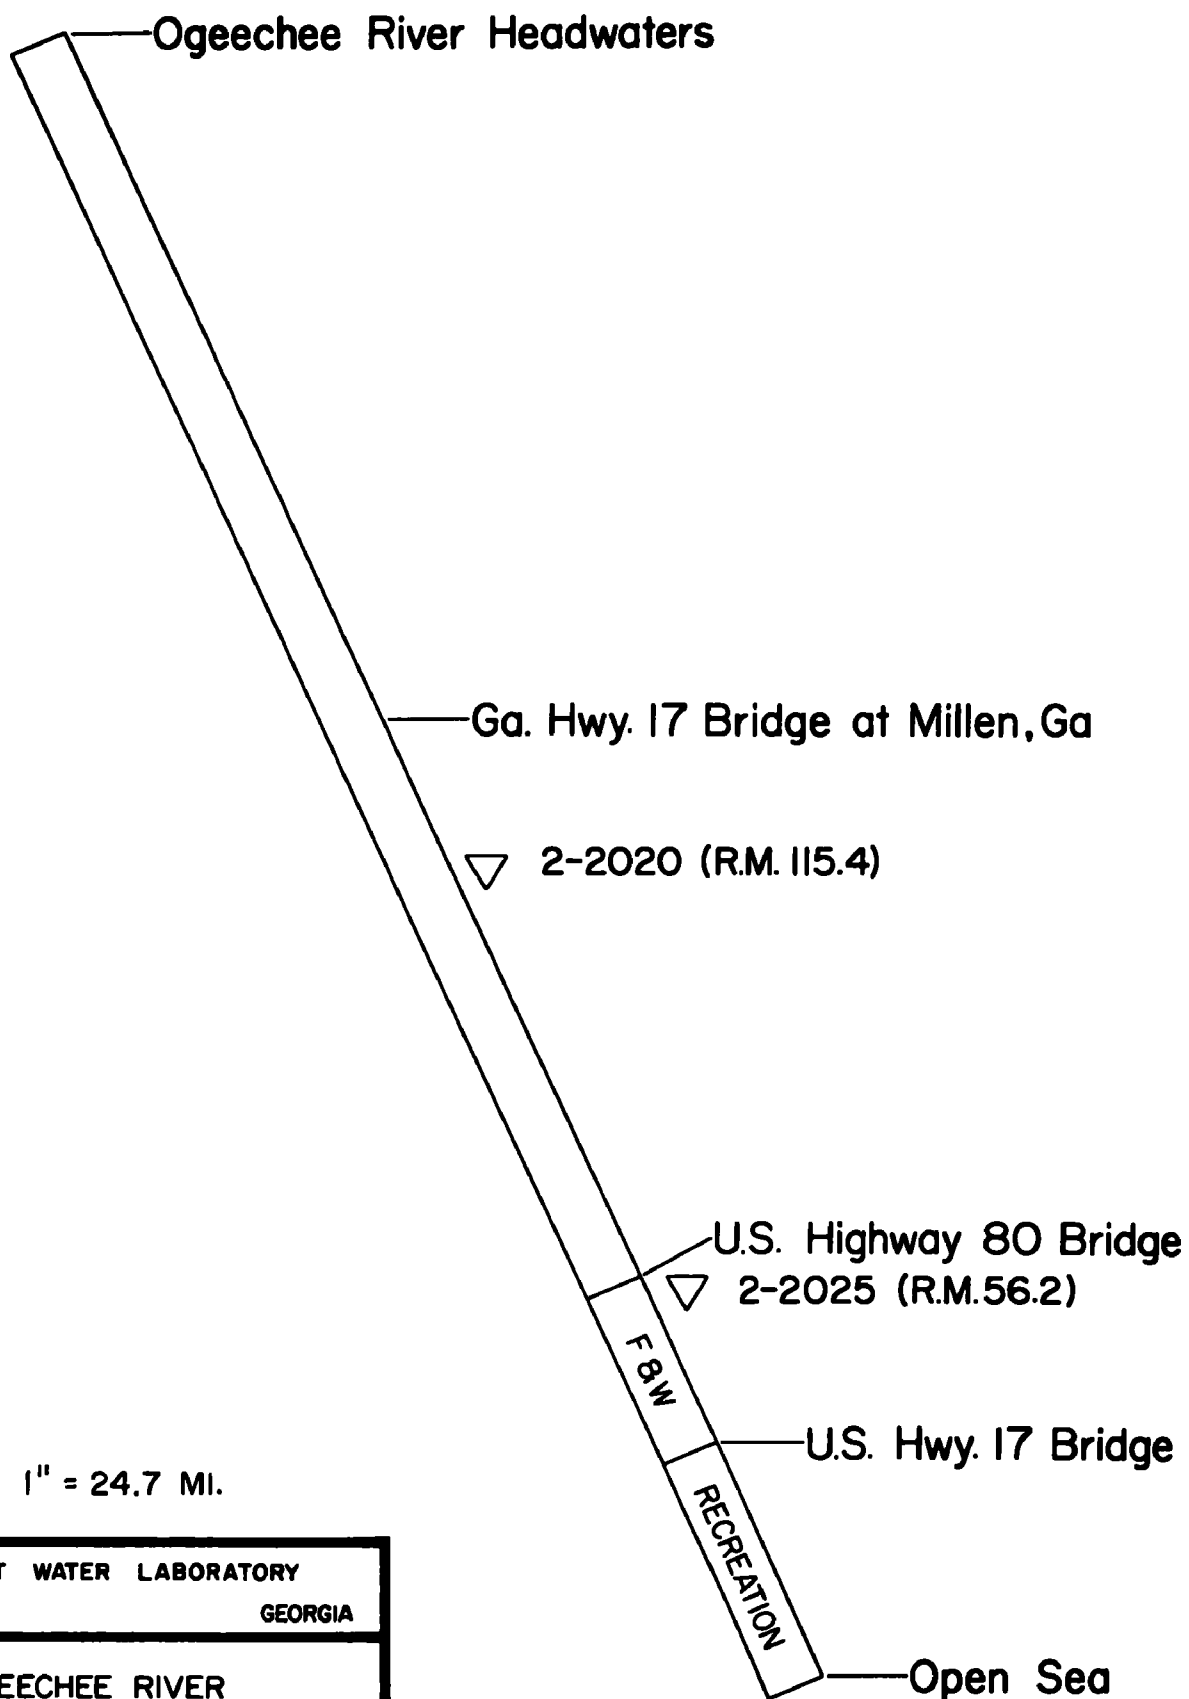 Ogeechee River Headwaters
Ga. Hwy. 17 Bridge at Millen, Ga
2-2020 (R.M. 115.4)
U.S. Highway 80 Bridge
2-2025 (R.M. 56.2)
F & W
U.S. Hwy. 17 Bridge
RECREATION
Open Sea
1" = 24.7 MI.
WATER LABORATORY
GEORGIA
EECHEE RIVER